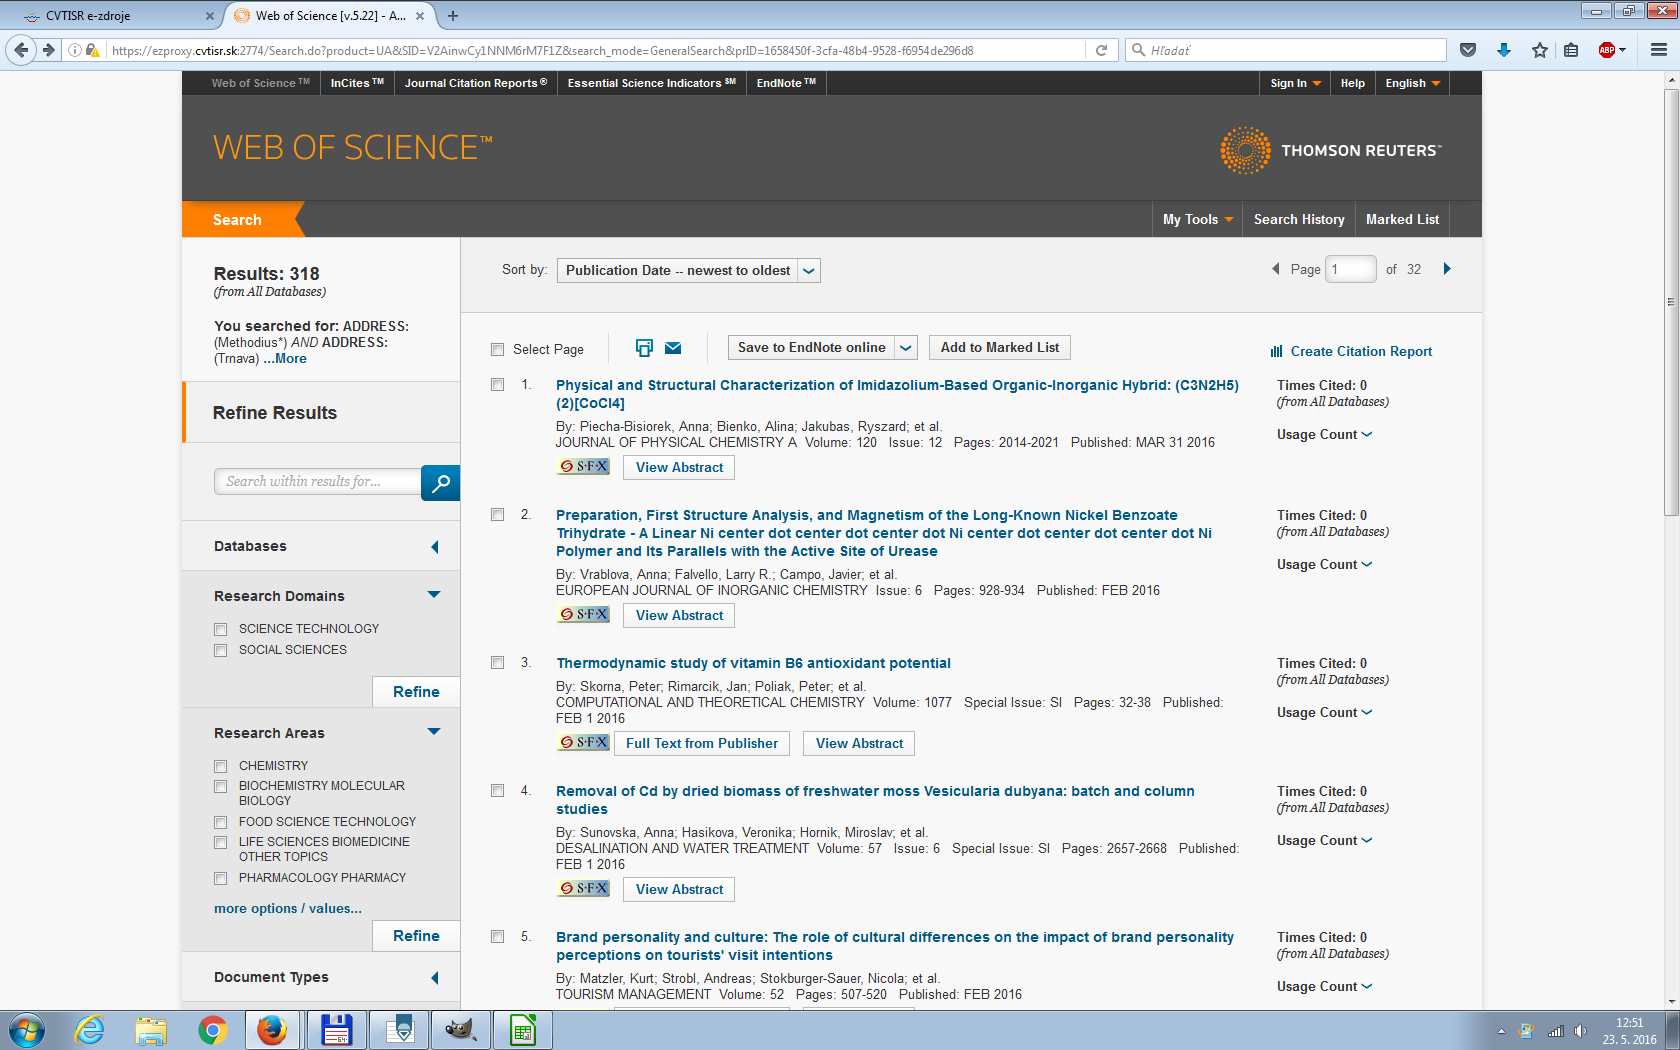 CVTISR e-zdroje
Web of Science [v.5.22] - A...
https://ezproxy.cvtisr.sk:2774/Search.do?product=UA&SID=V2AinwCy1NNM6rM7F1Z&search_mode=GeneralSearch&prID=1658450f-3cfa-48b4-9528-f6954de296d8
Hľadať
ABP
Web of Science ™ InCites ™ Journal Citation Reports ® Essential Science Indicators ℠ EndNote ™
Sign In Help English
WEB OF SCIENCE™
THOMSON REUTERS™
Search
My Tools Search History Marked List
Results: 318
(from All Databases)
You searched for: ADDRESS:
(Methodius*) AND ADDRESS:
(Trnava) ...More
Refine Results
Search within results for...
Databases
Research Domains
SCIENCE TECHNOLOGY
SOCIAL SCIENCES
Refine
Research Areas
CHEMISTRY
BIOCHEMISTRY MOLECULAR
BIOLOGY
FOOD SCIENCE TECHNOLOGY
LIFE SCIENCES BIOMEDICINE
OTHER TOPICS
PHARMACOLOGY PHARMACY
more options / values...
Refine
Document Types
Sort by: Publication Date -- newest to oldest
Page 1 of 32
Select Page
Save to EndNote online
Add to Marked List
Create Citation Report
1. Physical and Structural Characterization of Imidazolium-Based Organic-Inorganic Hybrid: (C3N2H5)
(2)[CoCl4]
By: Piecha-Bisiorek, Anna; Bienko, Alina; Jakubas, Ryszard; et al.
JOURNAL OF PHYSICAL CHEMISTRY A Volume: 120 Issue: 12 Pages: 2014-2021 Published: MAR 31 2016
S·F·X View Abstract
Times Cited: 0
(from All Databases)
Usage Count
2. Preparation, First Structure Analysis, and Magnetism of the Long-Known Nickel Benzoate
Trihydrate - A Linear Ni center dot center dot center dot Ni center dot center dot center dot Ni
Polymer and Its Parallels with the Active Site of Urease
By: Vrablova, Anna; Falvello, Larry R.; Campo, Javier; et al.
EUROPEAN JOURNAL OF INORGANIC CHEMISTRY Issue: 6 Pages: 928-934 Published: FEB 2016
S·F·X View Abstract
Times Cited: 0
(from All Databases)
Usage Count
3. Thermodynamic study of vitamin B6 antioxidant potential
By: Skorna, Peter; Rimarcik, Jan; Poliak, Peter; et al.
COMPUTATIONAL AND THEORETICAL CHEMISTRY Volume: 1077 Special Issue: SI Pages: 32-38 Published:
FEB 1 2016
S·F·X Full Text from Publisher View Abstract
Times Cited: 0
(from All Databases)
Usage Count
4. Removal of Cd by dried biomass of freshwater moss Vesicularia dubyana: batch and column
studies
By: Sunovska, Anna; Hasikova, Veronika; Hornik, Miroslav; et al.
DESALINATION AND WATER TREATMENT Volume: 57 Issue: 6 Special Issue: SI Pages: 2657-2668 Published:
FEB 1 2016
S·F·X View Abstract
Times Cited: 0
(from All Databases)
Usage Count
5. Brand personality and culture: The role of cultural differences on the impact of brand personality
perceptions on tourists' visit intentions
By: Matzler, Kurt; Strobl, Andreas; Stokburger-Sauer, Nicola; et al.
TOURISM MANAGEMENT Volume: 52 Pages: 507-520 Published: FEB 2016
Times Cited: 0
(from All Databases)
Usage Count
64
12:51
23. 5. 2016